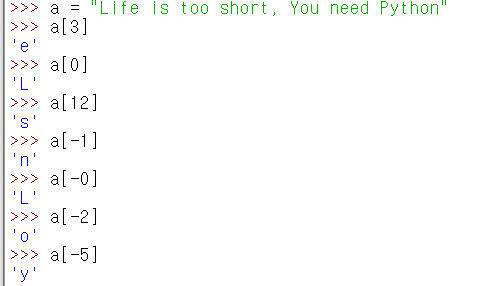 >>> a = "Life is too short, You need Python"
>>> a[3]
'e'
>>> a[0]
'L'
>>> a[12]
's'
>>> a[-1]
'n'
>>> a[-0]
'L'
>>> a[-2]
'o'
>>> a[-5]
'y'